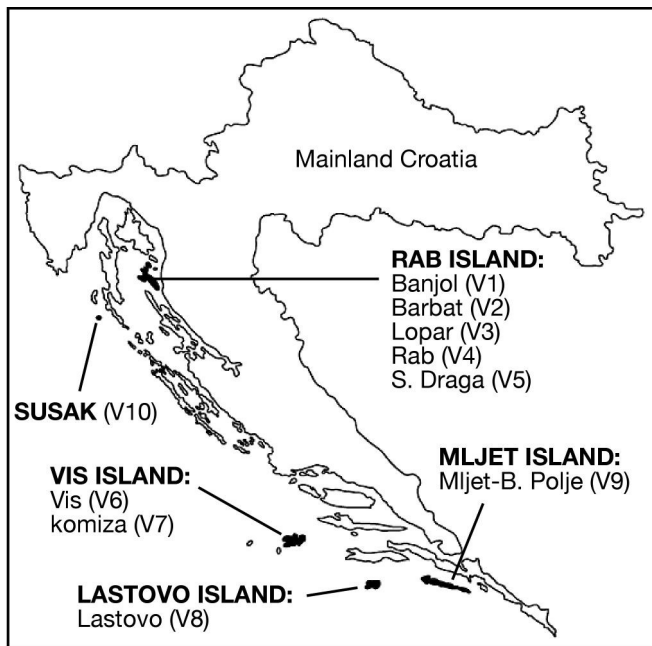 Mainland Croatia
RAB ISLAND:
Banjol (V1)
Barbat (V2)
Lopar (V3)
Rab (V4)
S. Draga (V5)
SUSAK (V10)
VIS ISLAND:
Vis (V6)
komiza (V7)
MLJET ISLAND:
Mljet-B. Polje (V9)
LASTOVO ISLAND:
Lastovo (V8)